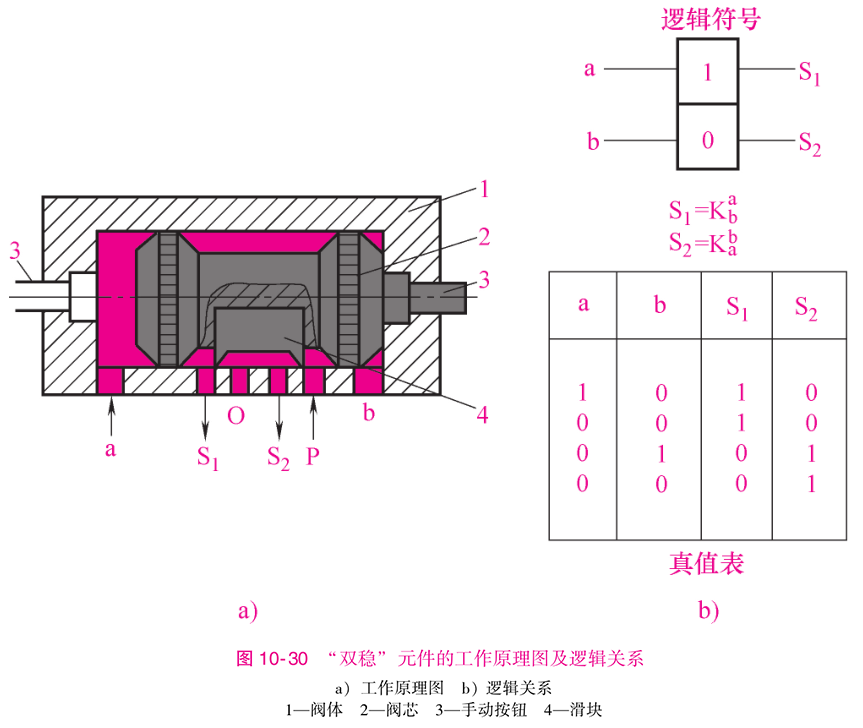 逻辑符号
a 1 S1
b 0 S2
S1=K^a_b
S2=K^b_a
1
2
3
3
4
a S1 O S2 P b
a b S1 S2
1 0 1 0
0 0 1 0
0 1 0 1
0 0 0 1
真值表
a) b)
图 10-30 “双稳”元件的工作原理图及逻辑关系
a) 工作原理图 b) 逻辑关系
1—阀体 2—阀芯 3—手动按钮 4—滑块